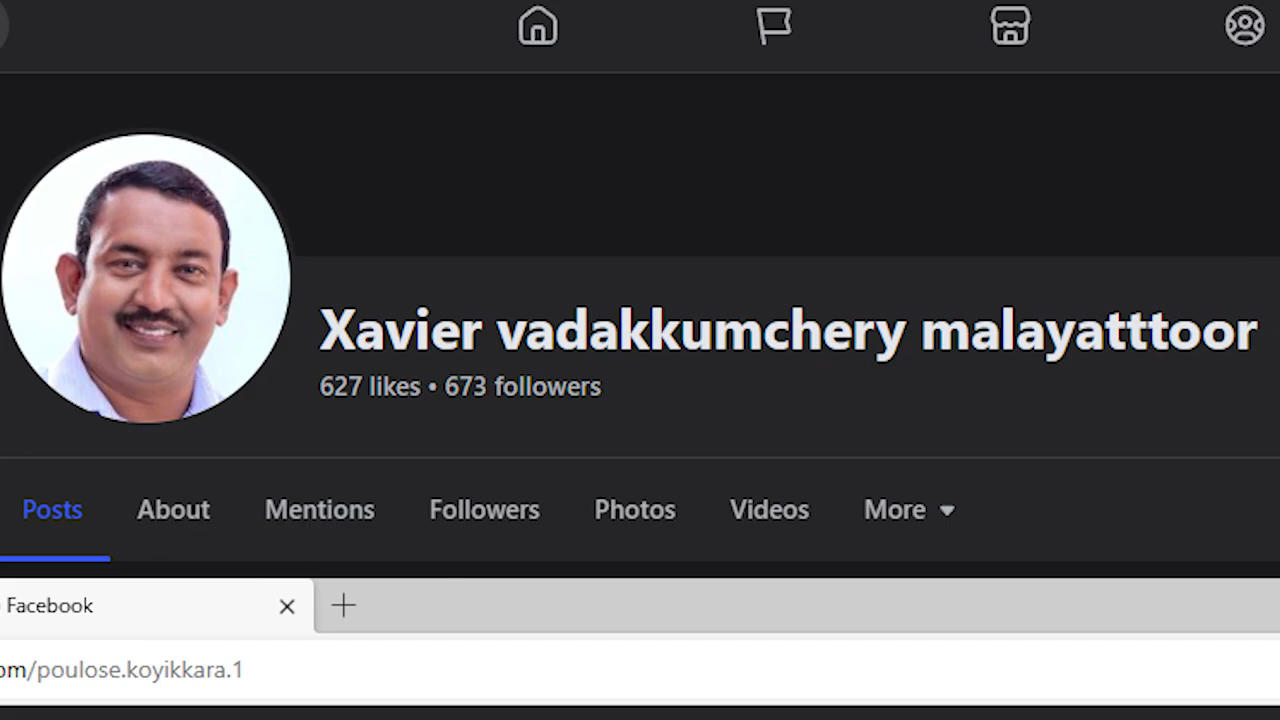 Xavier vadakkumchery malayatttoor
627 likes • 673 followers
Posts About Mentions Followers Photos Videos More
Facebook
om/poulose.koyikkara.1